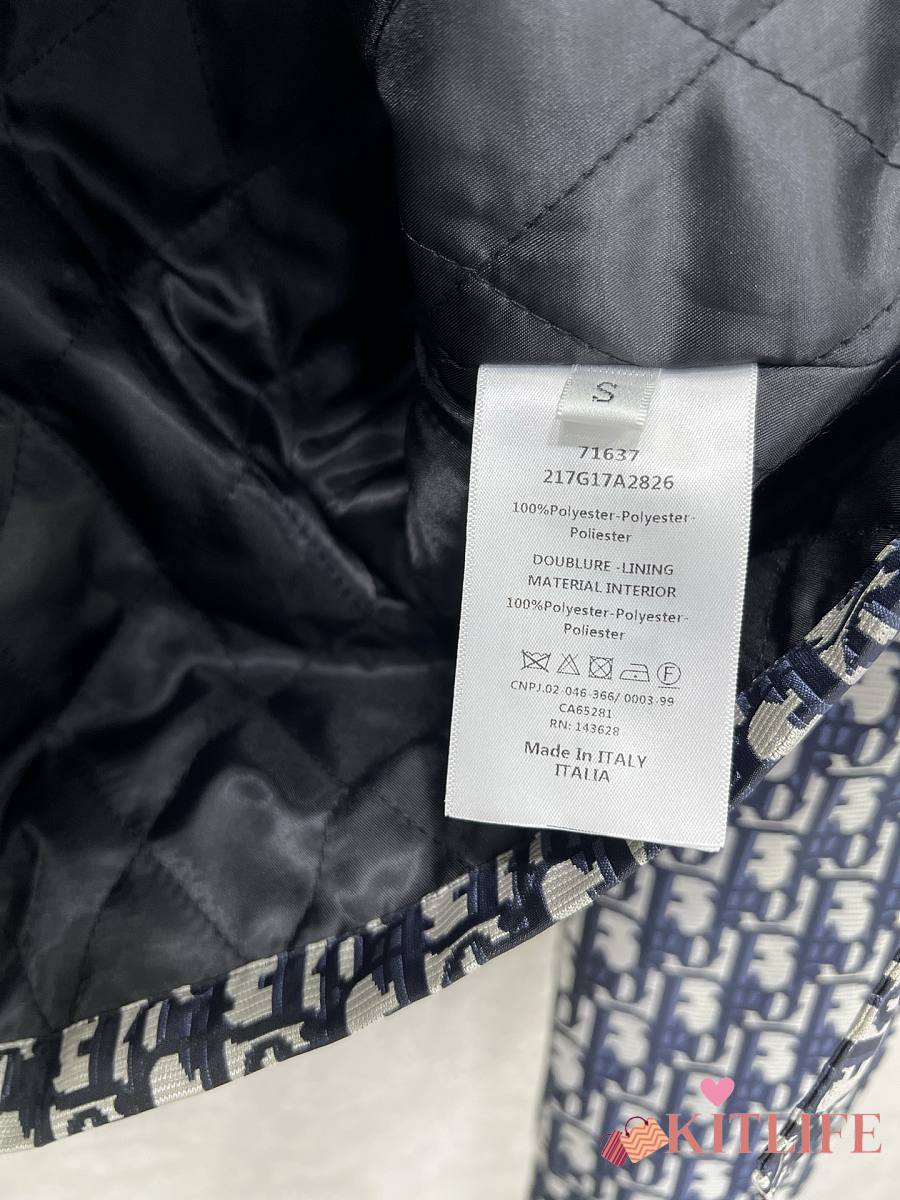 S
71637
217G17A2826
100%Polyester-Polyester-
Poliester
DOUBLURE -LINING
MATERIAL INTERIOR
100%Polyester-Polyester-
Poliester
F
CNPJ.02-046-366/ 0003-99
CA65281
RN: 143628
Made In ITALY
ITALIA
KITLIFE